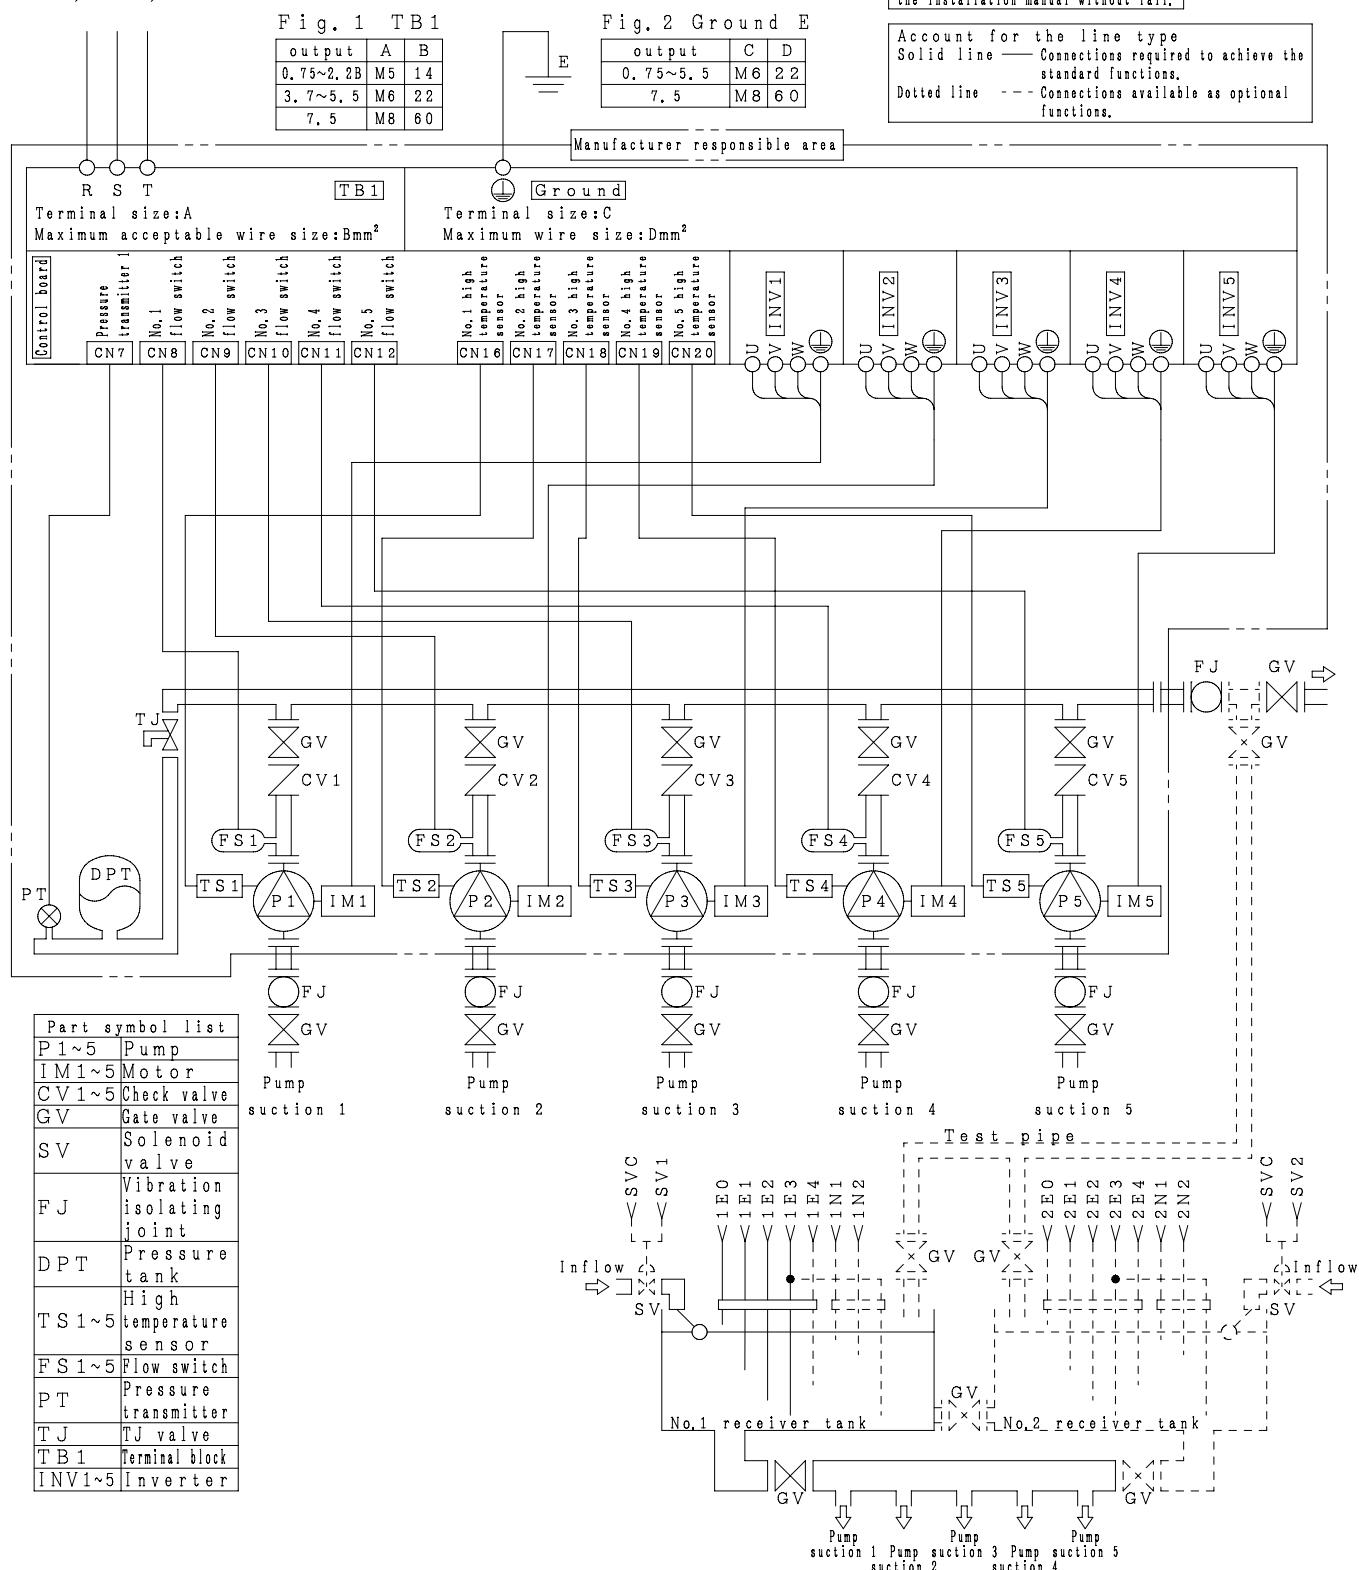 the installation manual without fail.
Fig. 1 TB1
output A B
0.75~2.2B M5 14
3.7~5.5 M6 22
7.5 M8 60
E
Fig. 2 Ground E
output C D
0.75~5.5 M6 22
7.5 M8 60
Account for the line type
Solid line Connections required to achieve the
standard functions.
Dotted line Connections available as optional
functions.
Manufacturer responsible area
R S T
TB1
Terminal size:A
Maximum acceptable wire size:Bmm²
Ground
Terminal size:C
Maximum wire size:Dmm²
Control board
Pressure
transmitter 1
CN7
No.1
flow switch
CN8
No.2
flow switch
CN9
No.3
flow switch
CN10
No.4
flow switch
CN11
No.5
flow switch
CN12
No.1 high
temperature
sensor
CN16
No.2 high
temperature
sensor
CN17
No.3 high
temperature
sensor
CN18
No.4 high
temperature
sensor
CN19
No.5 high
temperature
sensor
CN20
INV1
U V W
INV2
U V W
INV3
U V W
INV4
U V W
INV5
U V W
FJ GV
TJ
GV GV GV GV GV GV
CV1 CV2 CV3 CV4 CV5
FS1 FS2 FS3 FS4 FS5
PT DPT
TS1 P1 IM1 TS2 P2 IM2 TS3 P3 IM3 TS4 P4 IM4 TS5 P5 IM5
FJ FJ FJ FJ FJ
GV GV GV GV GV
Pump
suction 1
Pump
suction 2
Pump
suction 3
Pump
suction 4
Pump
suction 5
Part symbol list
P1~5 Pump
IM1~5 Motor
CV1~5 Check valve
GV Gate valve
SV Solenoid
valve
FJ Vibration
isolating
joint
DPT Pressure
tank
TS1~5 High
temperature
sensor
FS1~5 Flow switch
PT Pressure
transmitter
TJ TJ valve
TB1 Terminal block
INV1~5 Inverter
Test pipe
SVC SV1
1E0 1E1 1E2 1E3 1E4 1N1 1N2
2E0 2E1 2E2 2E3 2E4 2N1 2N2
SVC SV2
Inflow
GV GV
Inflow
SV
SV
GV
No.1 receiver tank
No.2 receiver tank
GV
GV
Pump
suction 1
Pump
suction 2
Pump
suction 3
Pump
suction 4
Pump
suction 5